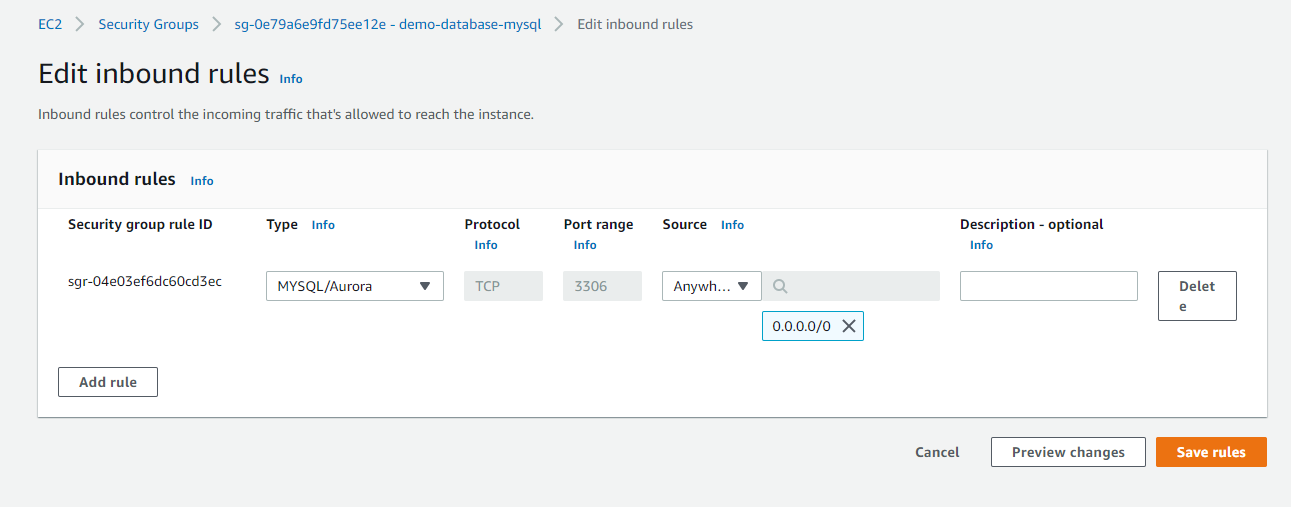 EC2 Security Groups sg-0e79a6e9fd75ee12e - demo-database-mysql Edit inbound rules
Edit inbound rules Info
Inbound rules control the incoming traffic that's allowed to reach the instance.
Inbound rules Info
Security group rule ID Type Info Protocol Port range Source Info Description - optional
Info Info Info
sgr-04e03ef6dc60cd3ec MYSQL/Aurora TCP 3306 Anywh... Delet
e
0.0.0.0/0
Add rule
Cancel Preview changes Save rules